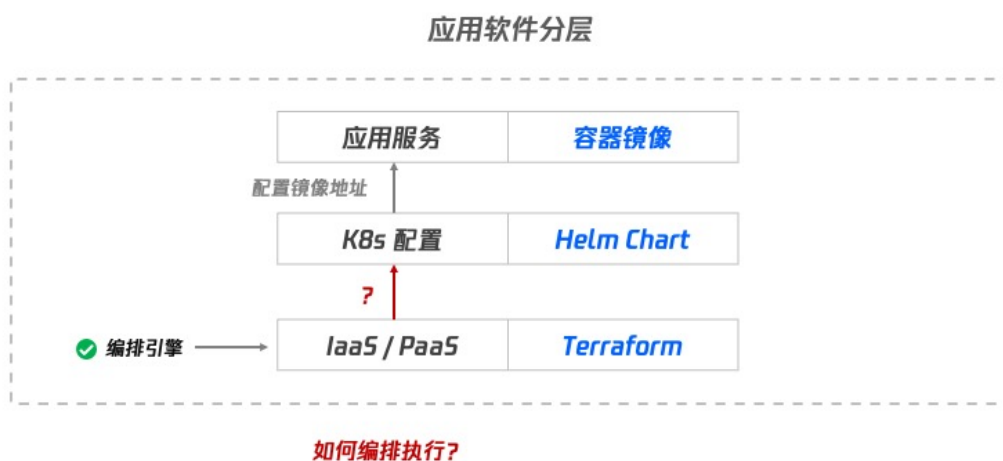 应用软件分层
应用服务 容器镜像
配置镜像地址
K8s 配置 Helm Chart
?
编排引擎 IaaS / PaaS Terraform
如何编排执行?